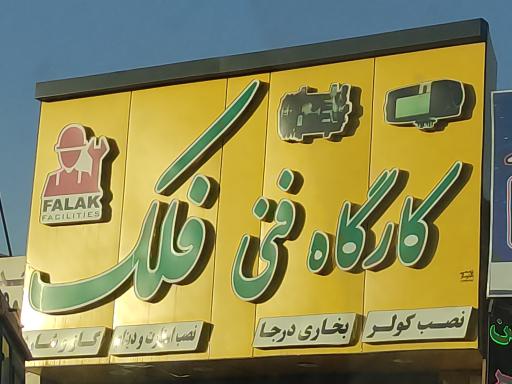 کارگاه فنی فلک
FALAK
FACILITIES
نصب کولر
بخاری درجا